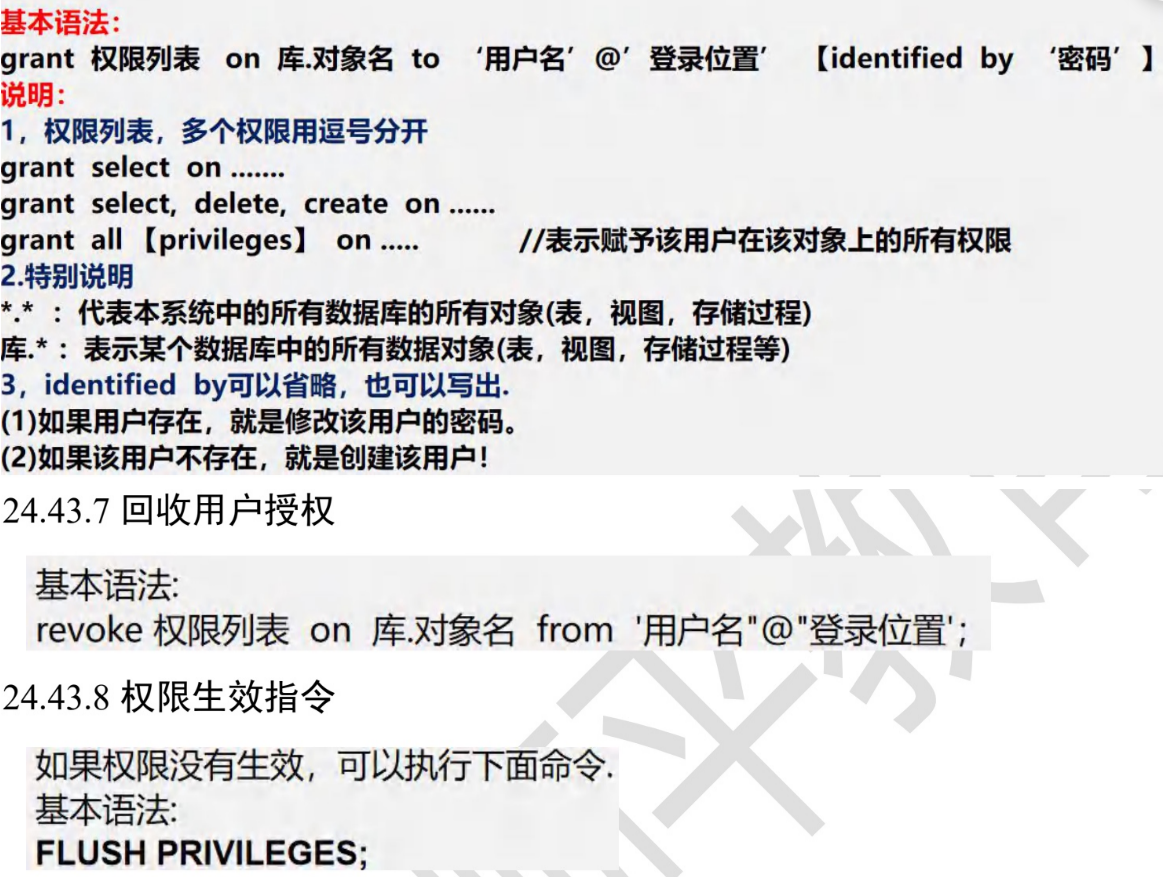 基本语法：
grant 权限列表 on 库.对象名 to ‘用户名’@’登录位置’ 【identified by ‘密码’】
说明：
1，权限列表，多个权限用逗号分开
grant select on .......
grant select, delete, create on ......
grant all 【privileges】 on ..... //表示赋予该用户在该对象上的所有权限
2.特别说明
*.* ：代表本系统中的所有数据库的所有对象(表，视图，存储过程)
库.*：表示某个数据库中的所有数据对象(表，视图，存储过程等)
3，identified by可以省略，也可以写出.
(1)如果用户存在，就是修改该用户的密码。
(2)如果该用户不存在，就是创建该用户！
24.43.7 回收用户授权
基本语法:
revoke 权限列表 on 库.对象名 from '用户名"@"登录位置';
24.43.8 权限生效指令
如果权限没有生效，可以执行下面命令.
基本语法:
FLUSH PRIVILEGES;